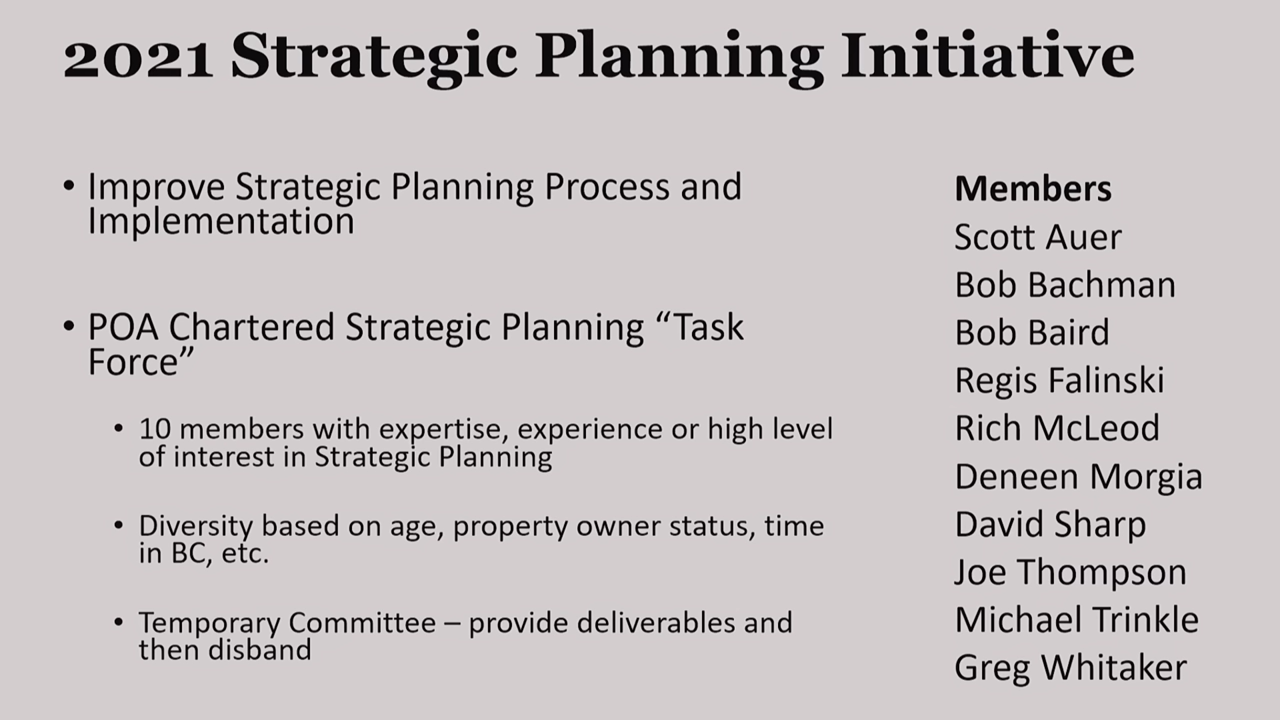 2021 Strategic Planning Initiative
• Improve Strategic Planning Process and
Implementation
• POA Chartered Strategic Planning “Task
Force”
• 10 members with expertise, experience or high level
of interest in Strategic Planning
• Diversity based on age, property owner status, time
in BC, etc.
• Temporary Committee – provide deliverables and
then disband
Members
Scott Auer
Bob Bachman
Bob Baird
Regis Falinski
Rich McLeod
Deneen Morgia
David Sharp
Joe Thompson
Michael Trinkle
Greg Whitaker